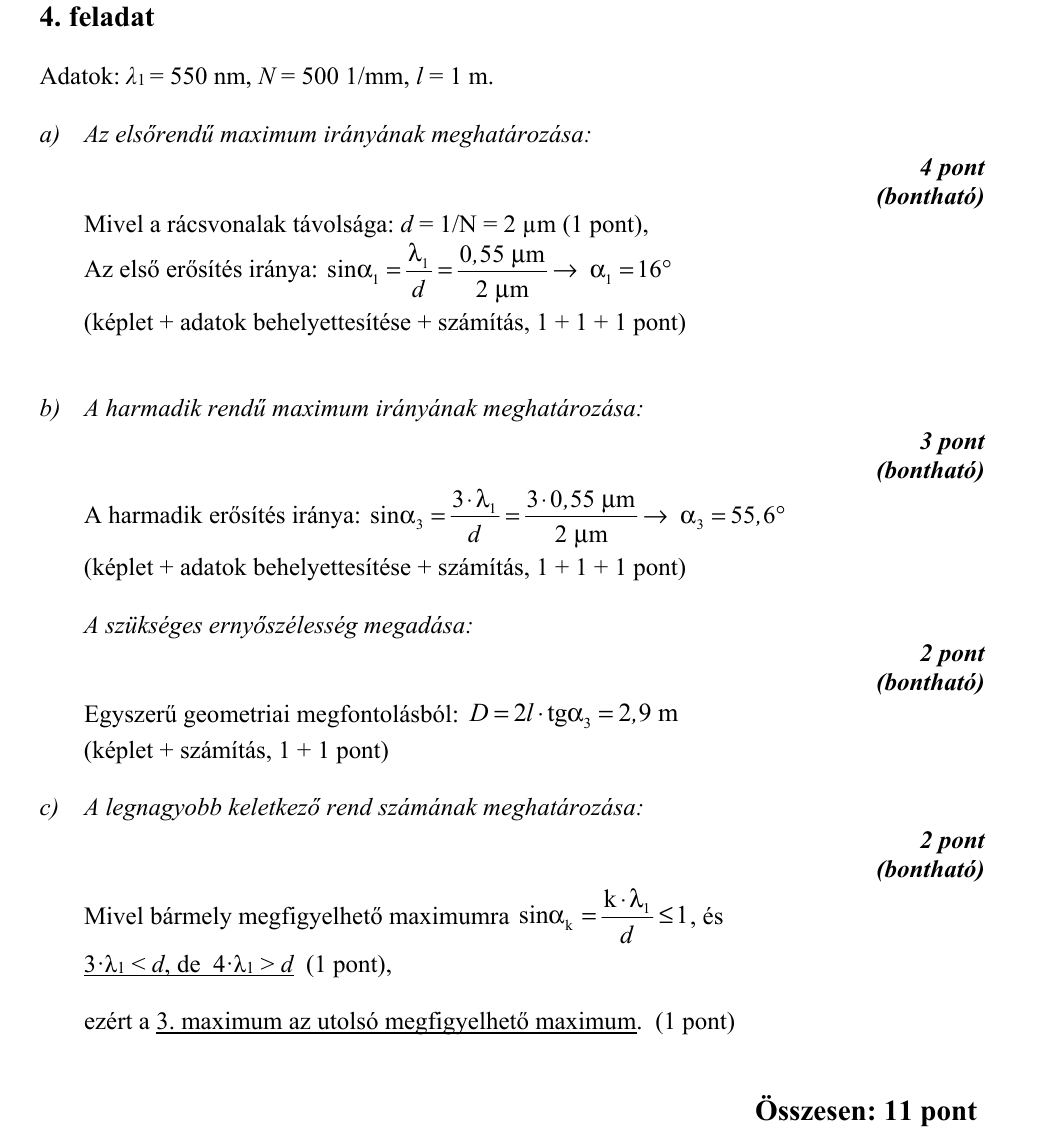 4. feladat
Adatok: λ1 = 550 nm, N = 500 1/mm, l = 1 m.
a) Az elsőrendű maximum irányának meghatározása:
4 pont
(bontható)
Mivel a rácsvonalak távolsága: d = 1/N = 2 μm (1 pont),
Az első erősítés iránya: sinα₁ = λ₁/d = 0,55 μm/2 μm → α₁ = 16°
(képlet + adatok behelyettesítése + számítás, 1 + 1 + 1 pont)
b) A harmadik rendű maximum irányának meghatározása:
3 pont
(bontható)
A harmadik erősítés iránya: sinα₃ = 3·λ₁/d = 3·0,55 μm/2 μm → α₃ = 55,6°
(képlet + adatok behelyettesítése + számítás, 1 + 1 + 1 pont)
A szükséges ernyőszélesség megadása:
2 pont
(bontható)
Egyszerű geometriai megfontolásból: D = 2l · tgα₃ = 2,9 m
(képlet + számítás, 1 + 1 pont)
c) A legnagyobb keletkező rend számának meghatározása:
2 pont
(bontható)
Mivel bármely megfigyelhető maximumra sinαₖ = k·λ₁/d ≤ 1, és
3·λ1 < d, de 4·λ1 > d (1 pont),
ezért a 3. maximum az utolsó megfigyelhető maximum. (1 pont)
Összesen: 11 pont